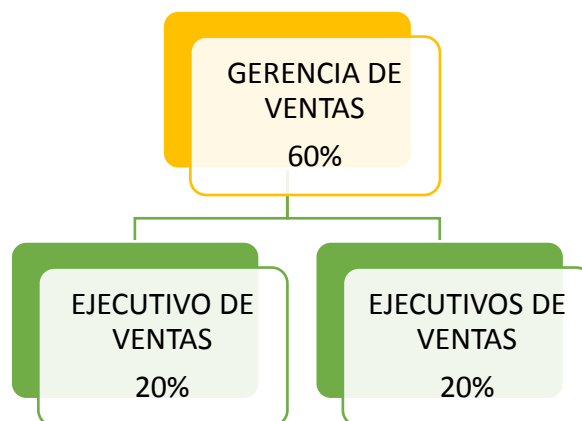 GERENCIA DE
VENTAS
60%
EJECUTIVO DE
VENTAS
20%
EJECUTIVOS DE
VENTAS
20%